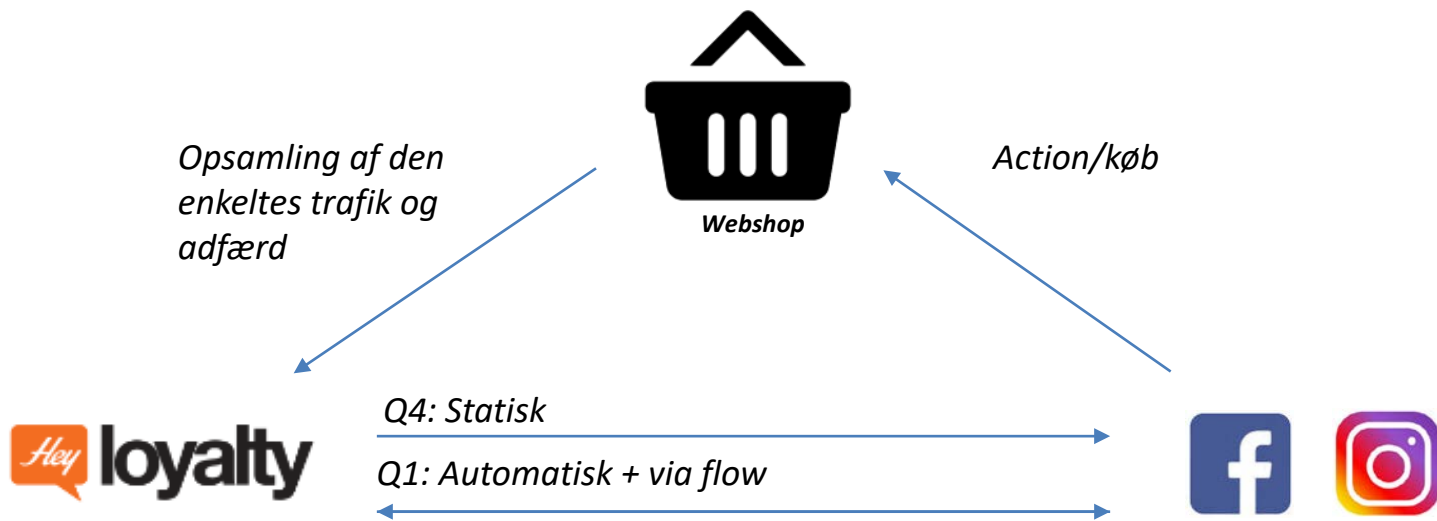 Opsamling af den
enkeltes trafik og
adfærd
Action/køb
Webshop
Q4: Statisk
Hey loyalty
Q1: Automatisk + via flow
f